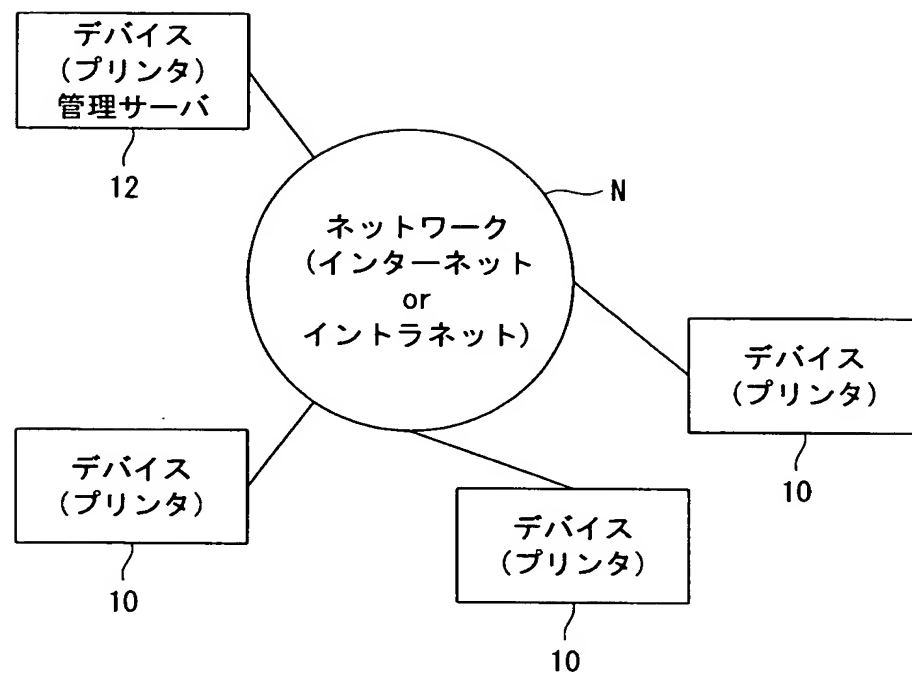 デバイス
(プリンタ)
管理サーバ
12
N
ネットワーク
(インターネット
or
イントラネット)
デバイス
(プリンタ)
10
デバイス
(プリンタ)
10
デバイス
(プリンタ)
10